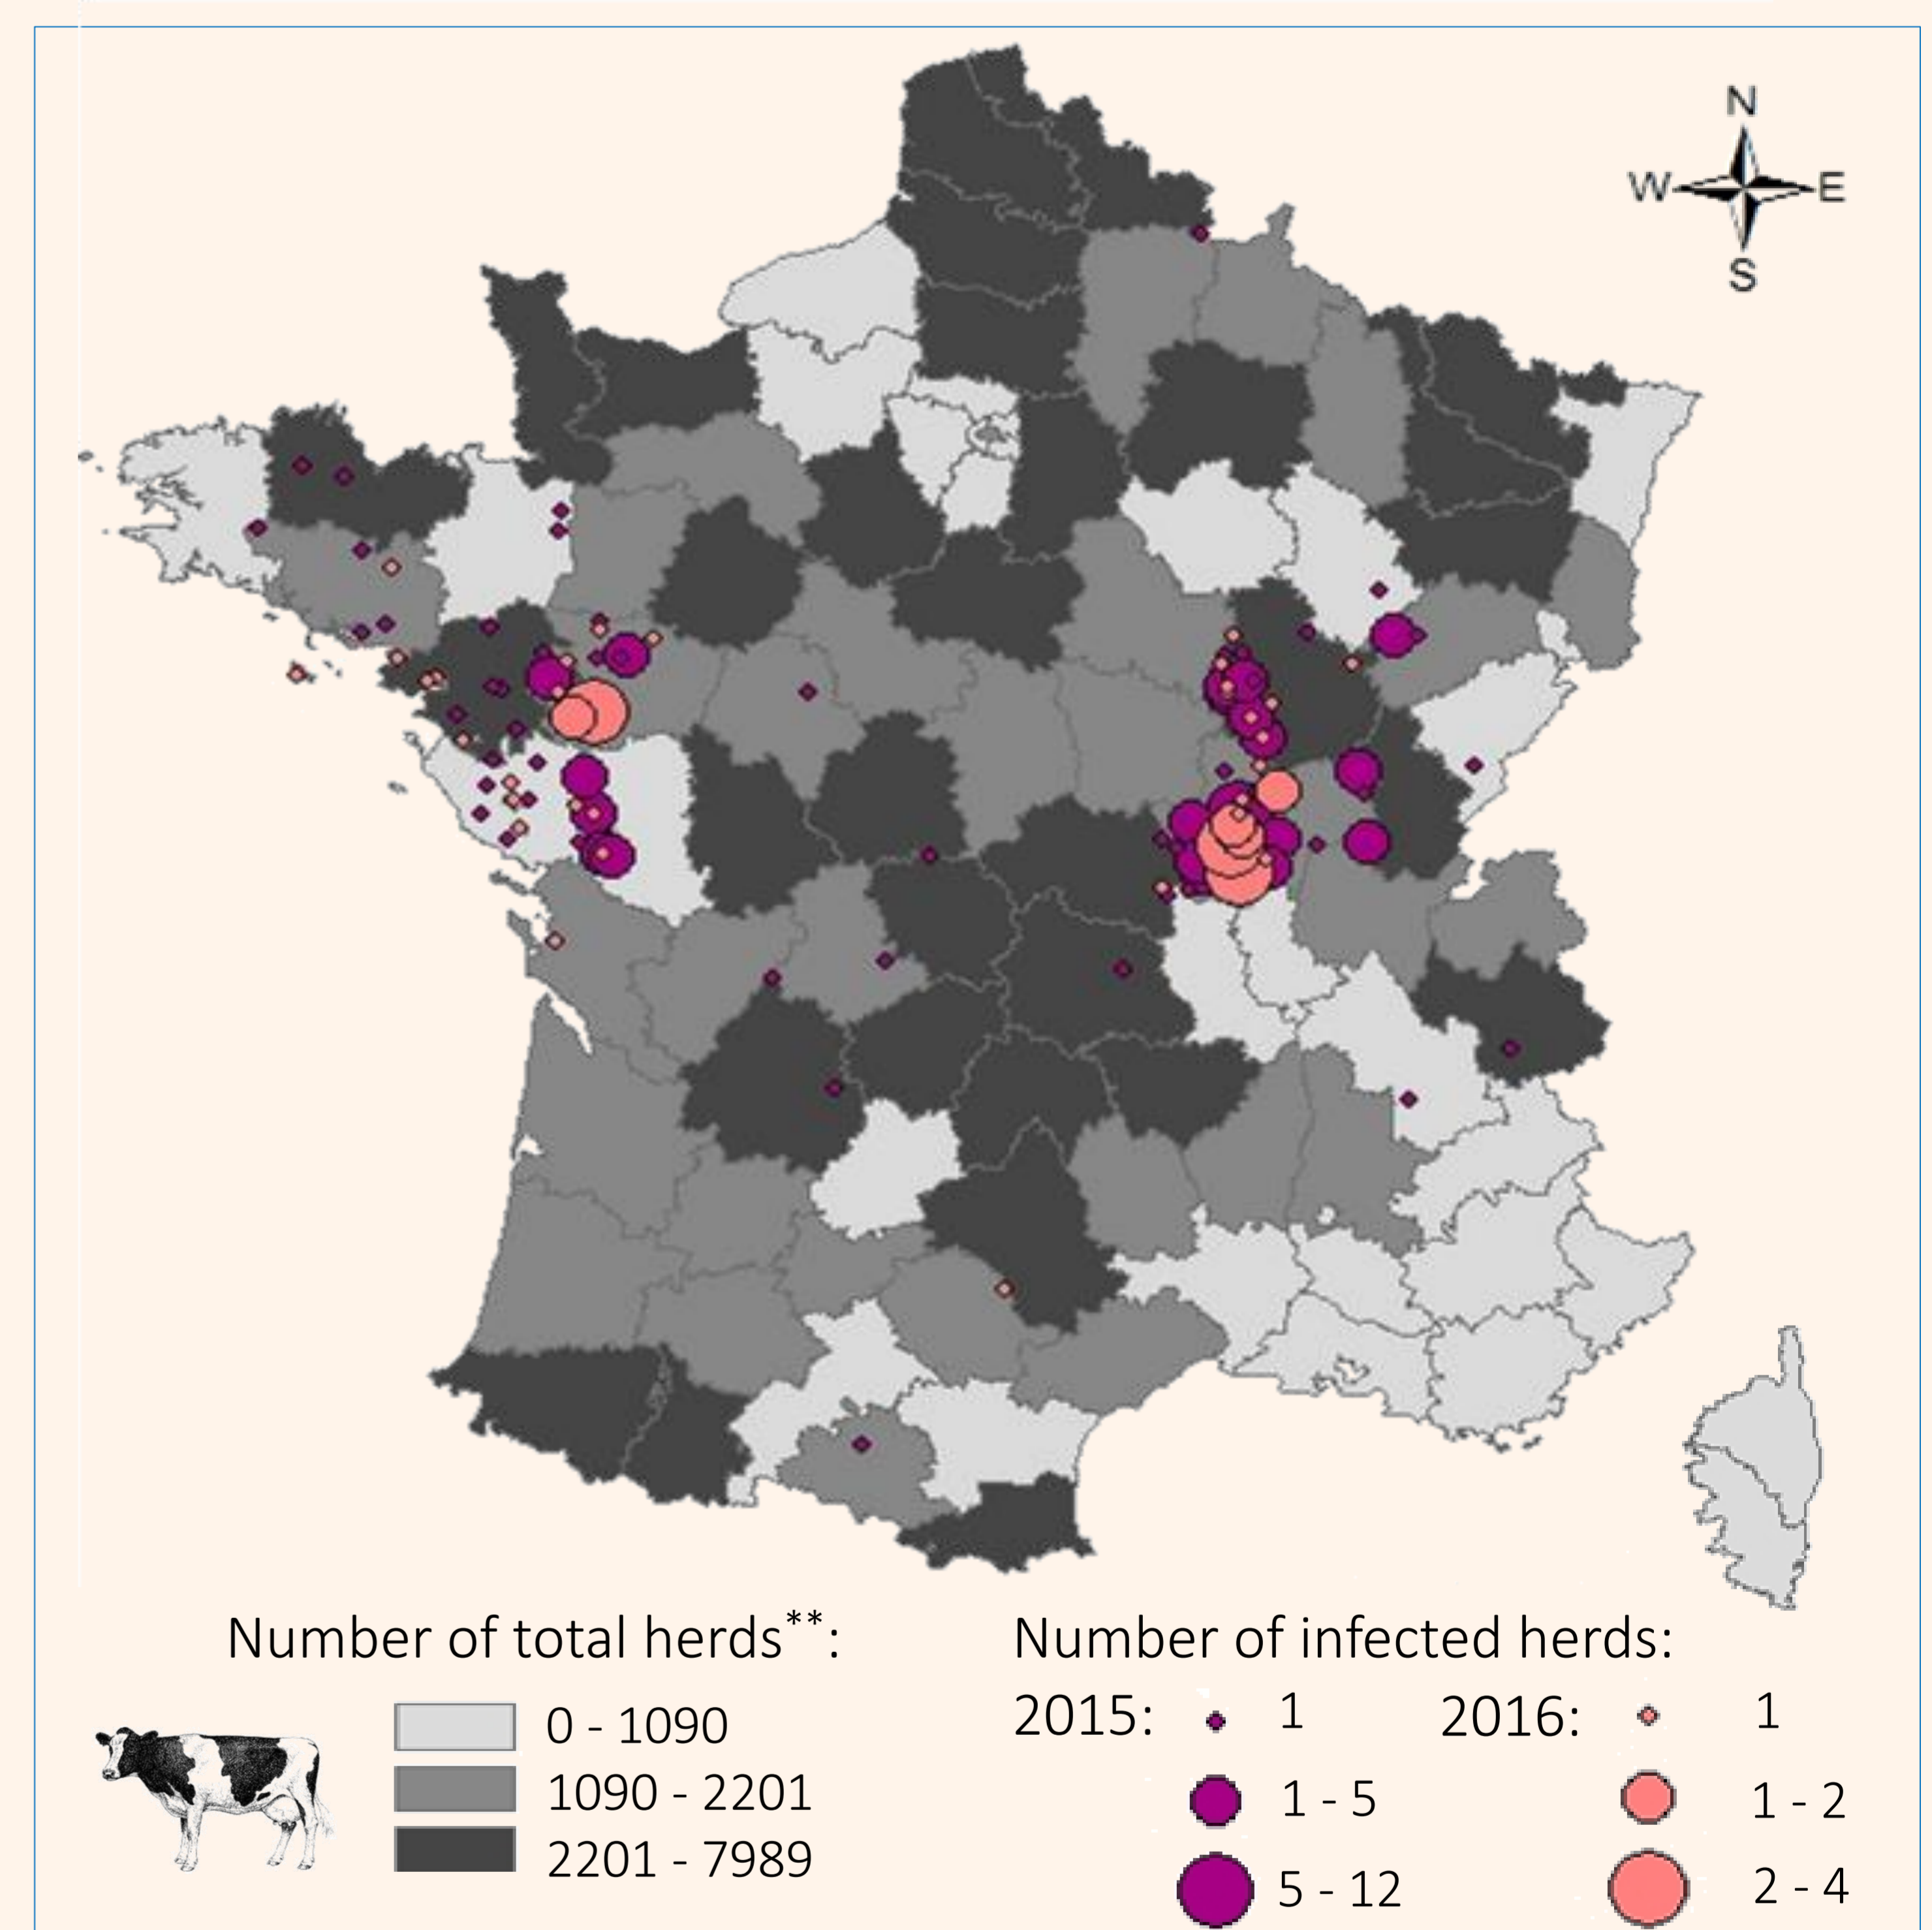 N
W E
S
Number of total herds**:
0 - 1090
1090 - 2201
2201 - 7989
Number of infected herds:
2015: 1 2016: 1
1 - 5 1 - 2
5 - 12 2 - 4